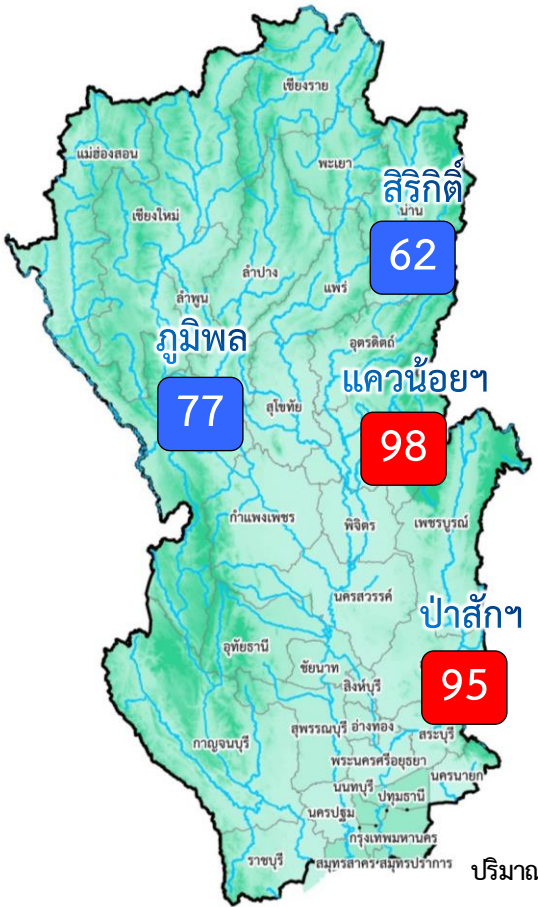 เชียงราย
แม่ฮ่องสอน
พะเยา
สิริกิติ์
น่าน
เชียงใหม่
62
ลำปาง
แพร่
ลำพูน
ภูมิพล
อุตรดิตถ์
แควน้อยฯ
77
สุโขทัย
98
กำแพงเพชร
พิจิตร
เพชรบูรณ์
นครสวรรค์
ป่าสักฯ
อุทัยธานี
ชัยนาท
สิงห์บุรี
95
สุพรรณบุรี
อ่างทอง
สระบุรี
กาญจนบุรี
พระนครศรีอยุธยา
นครนายก
นนทบุรี
ปทุมธานี
นครปฐม
กรุงเทพมหานคร
ราชบุรี
สมุทรสาคร
สมุทรปราการ
ปริมาณ